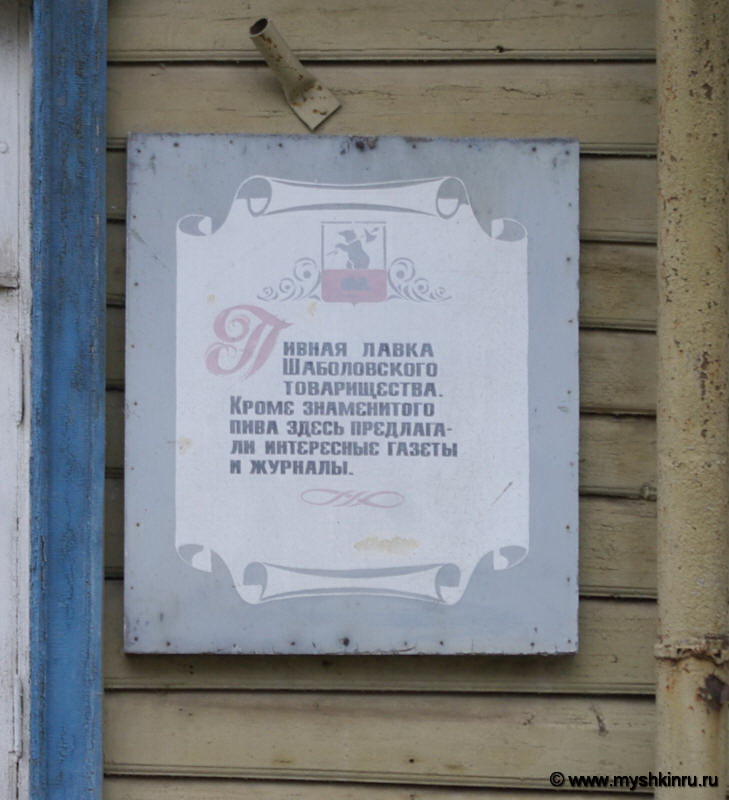 Пивная лавка
Шаболовского
товарищества.
Кроме знаменитого
пива здесь предлага-
ли интересные газеты
и журналы.
© www.myshkinru.ru